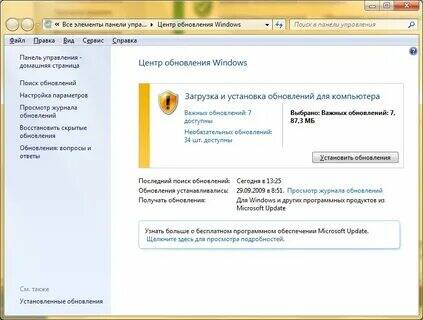 Все элементы панели упра... Центр обновления Windows
Поиск в панели управления
Файл Правка Вид Сервис Справка
Панель управления -
домашняя страница
Поиск обновлений
Настройка параметров
Просмотр журнала
обновлений
Восстановить скрытые
обновления
Обновления: вопросы и
ответы
См. также
Установленные обновления
Центр обновления Windows
Загрузка и установка обновлений для компьютера
Важных обновлений: 7
доступны
Необязательных обновлений:
34 шт. доступны
Выбрано: Важных обновлений: 7,
87,3 МБ
Установить обновления
Последний поиск обновлений: Сегодня в 13:25
Обновления устанавливались: 29.09.2009 в 8:51. Просмотр журнала обновлений
Получать обновления: Для Windows и других программных продуктов из
Microsoft Update
Узнать больше о бесплатном программном обеспечении Microsoft Update.
Щелкните здесь для просмотра подробностей.